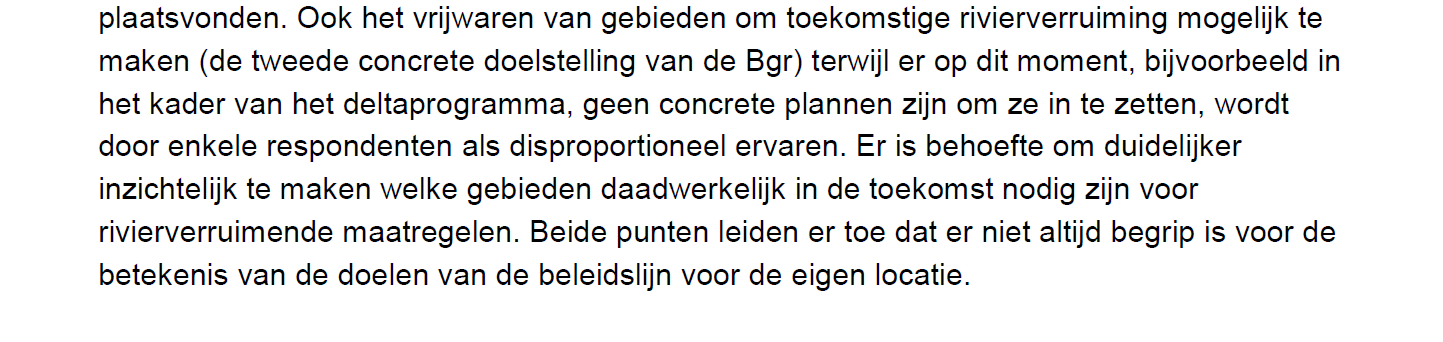 plaatsvonden. Ook het vrijwaren van gebieden om toekomstige rivierverruiming mogelijk te
maken (de tweede concrete doelstelling van de Bgr) terwijl er op dit moment, bijvoorbeeld in
het kader van het deltaprogramma, geen concrete plannen zijn om ze in te zetten, wordt
door enkele respondenten als disproportioneel ervaren. Er is behoefte om duidelijker
inzichtelijk te maken welke gebieden daadwerkelijk in de toekomst nodig zijn voor
rivierverruimende maatregelen. Beide punten leiden er toe dat er niet altijd begrip is voor de
betekenis van de doelen van de beleidslijn voor de eigen locatie.